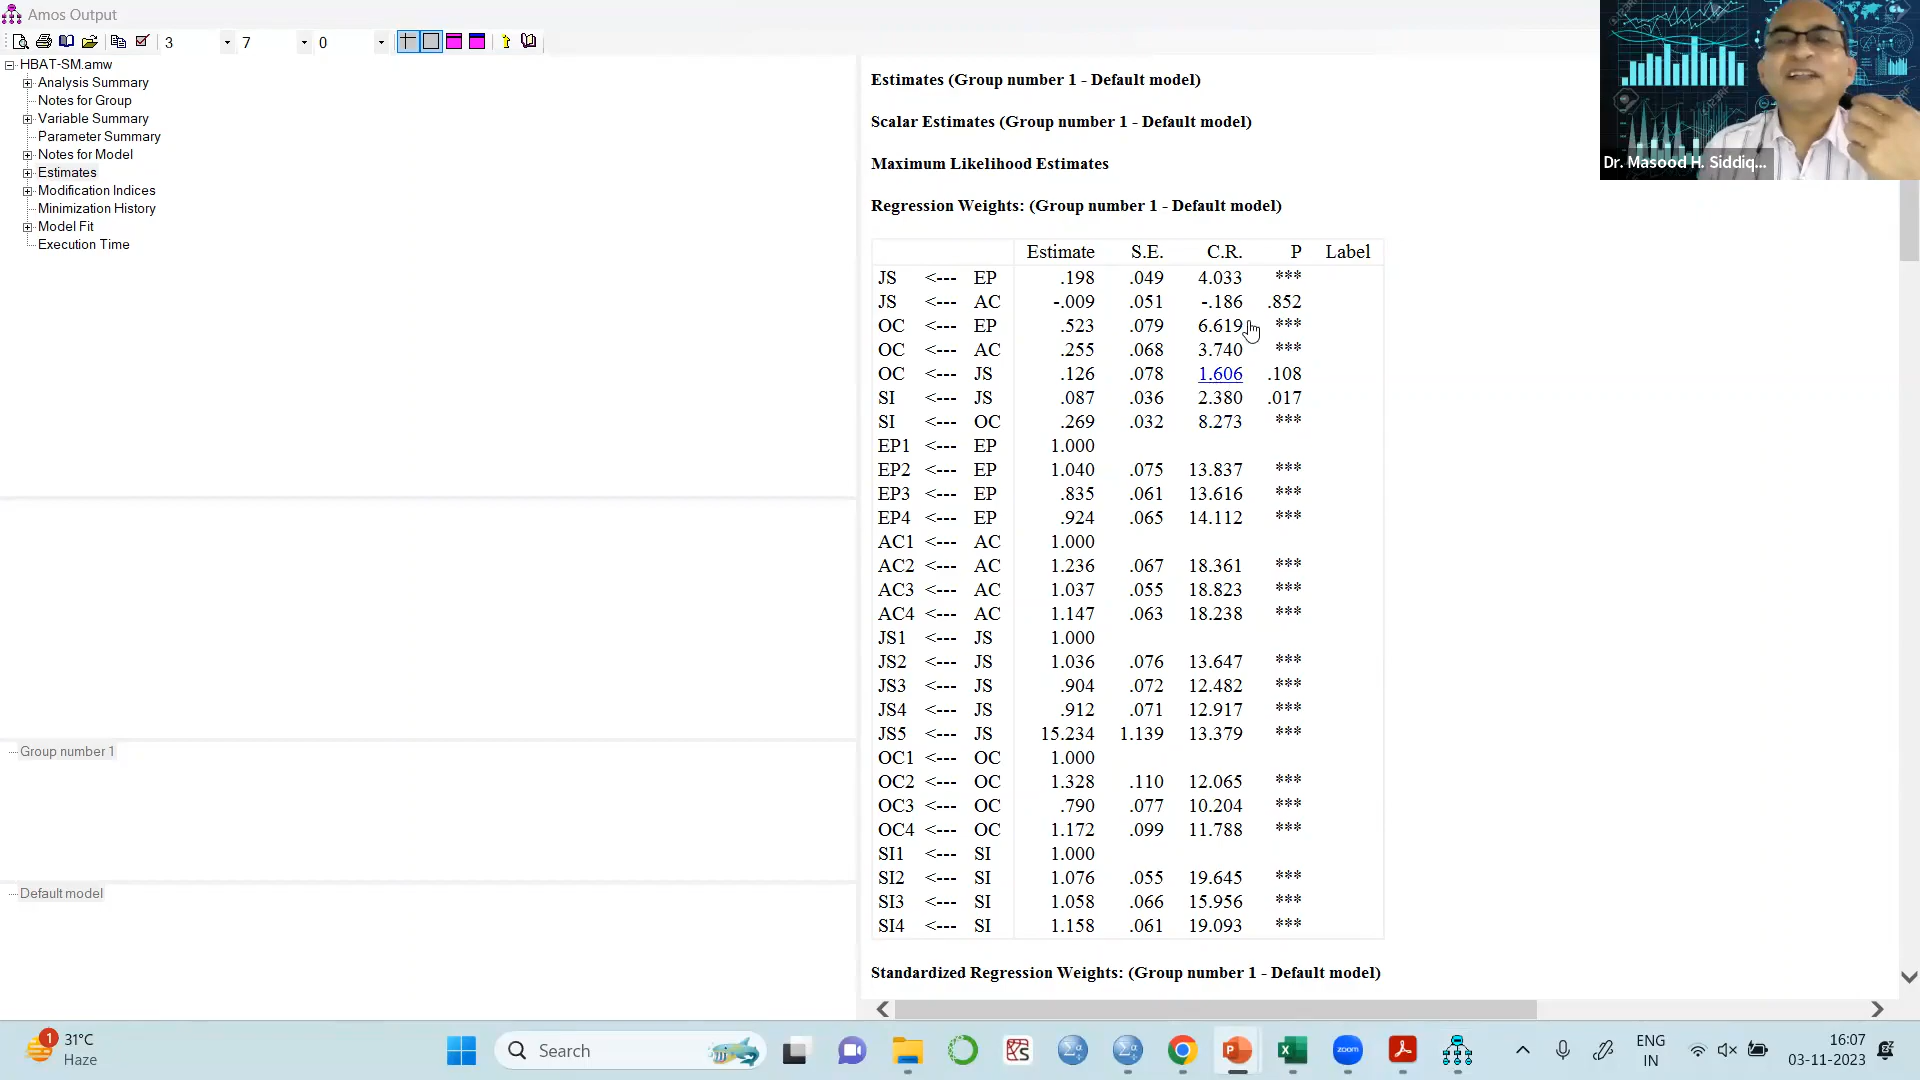 Amos Output
3 7 0
HBAT-SM.amw
Analysis Summary
Notes for Group
Variable Summary
Parameter Summary
Notes for Model
Estimates
Modification Indices
Minimization History
Model Fit
Execution Time
Group number 1
Default model
Estimates (Group number 1 - Default model)
Scalar Estimates (Group number 1 - Default model)
Maximum Likelihood Estimates
Regression Weights: (Group number 1 - Default model)
Estimate S.E. C.R. P Label
JS <--- EP .198 .049 4.033 ***
JS <--- AC -.009 .051 -.186 .852
OC <--- EP .523 .079 6.619 ***
OC <--- AC .255 .068 3.740 ***
OC <--- JS .126 .078 1.606 .108
SI <--- JS .087 .036 2.380 .017
SI <--- OC .269 .032 8.273 ***
EP1 <--- EP 1.000
EP2 <--- EP 1.040 .075 13.837 ***
EP3 <--- EP .835 .061 13.616 ***
EP4 <--- EP .924 .065 14.112 ***
AC1 <--- AC 1.000
AC2 <--- AC 1.236 .067 18.361 ***
AC3 <--- AC 1.037 .055 18.823 ***
AC4 <--- AC 1.147 .063 18.238 ***
JS1 <--- JS 1.000
JS2 <--- JS 1.036 .076 13.647 ***
JS3 <--- JS .904 .072 12.482 ***
JS4 <--- JS .912 .071 12.917 ***
JS5 <--- JS 15.234 1.139 13.379 ***
OC1 <--- OC 1.000
OC2 <--- OC 1.328 .110 12.065 ***
OC3 <--- OC .790 .077 10.204 ***
OC4 <--- OC 1.172 .099 11.788 ***
SI1 <--- SI 1.000
SI2 <--- SI 1.076 .055 19.645 ***
SI3 <--- SI 1.058 .066 15.956 ***
SI4 <--- SI 1.158 .061 19.093 ***
Standardized Regression Weights: (Group number 1 - Default model)
Dr. Masood H. Siddiq...
1
31°C
Haze
Search
zoom
ENG
IN
16:07
03-11-2023